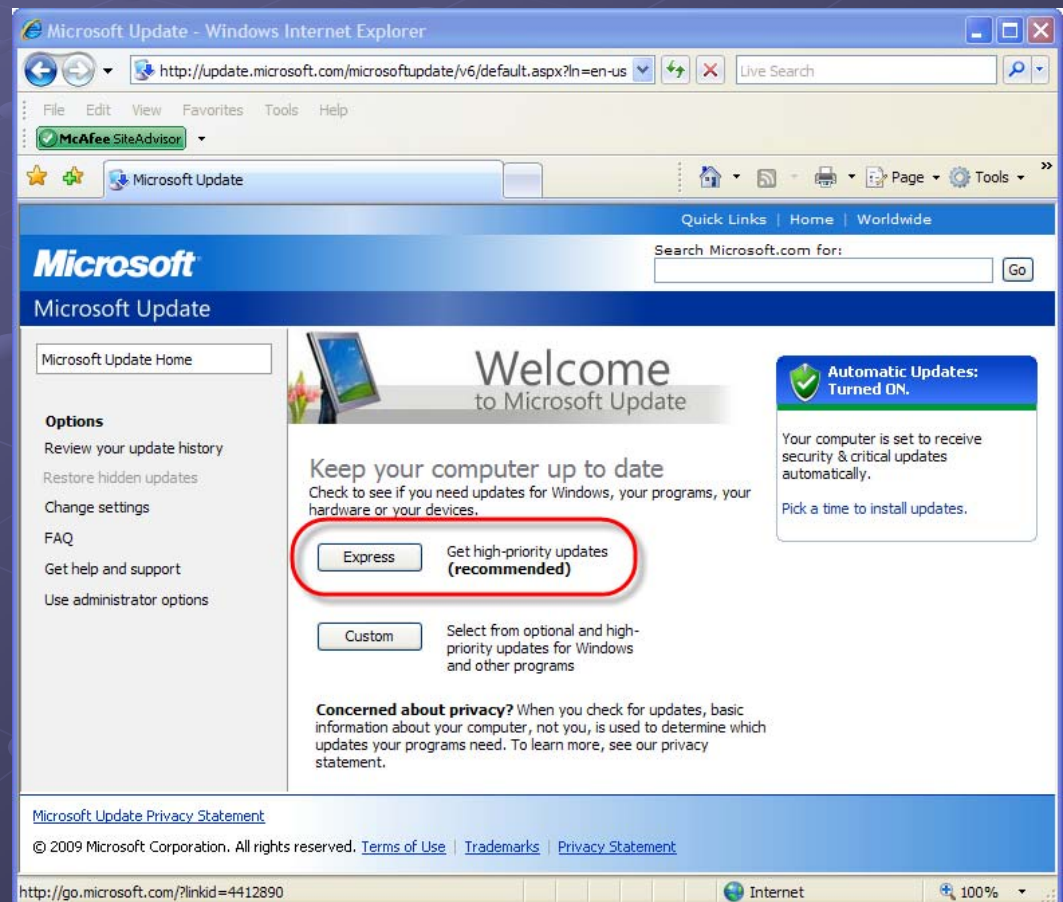 Microsoft Update - Windows Internet Explorer
http://update.microsoft.com/microsoftupdate/v6/default.aspx?ln=en-us
Live Search
File Edit View Favorites Tools Help
McAfee SiteAdvisor
Microsoft Update
Page
Tools
»
Quick Links | Home | Worldwide
Microsoft
Search Microsoft.com for:
Go
Microsoft Update
Microsoft Update Home
Options
Review your update history
Restore hidden updates
Change settings
FAQ
Get help and support
Use administrator options
Welcome
to Microsoft Update
Keep your computer up to date
Check to see if you need updates for Windows, your programs, your
hardware or your devices.
Express
Get high-priority updates
(recommended)
Custom
Select from optional and high-
priority updates for Windows
and other programs
Concerned about privacy? When you check for updates, basic
information about your computer, not you, is used to determine which
updates your programs need. To learn more, see our privacy
statement.
Automatic Updates:
Turned ON.
Your computer is set to receive
security & critical updates
automatically.
Pick a time to install updates.
Microsoft Update Privacy Statement
© 2009 Microsoft Corporation. All rights reserved. Terms of Use | Trademarks | Privacy Statement
http://go.microsoft.com/?linkid=4412890
Internet
100%